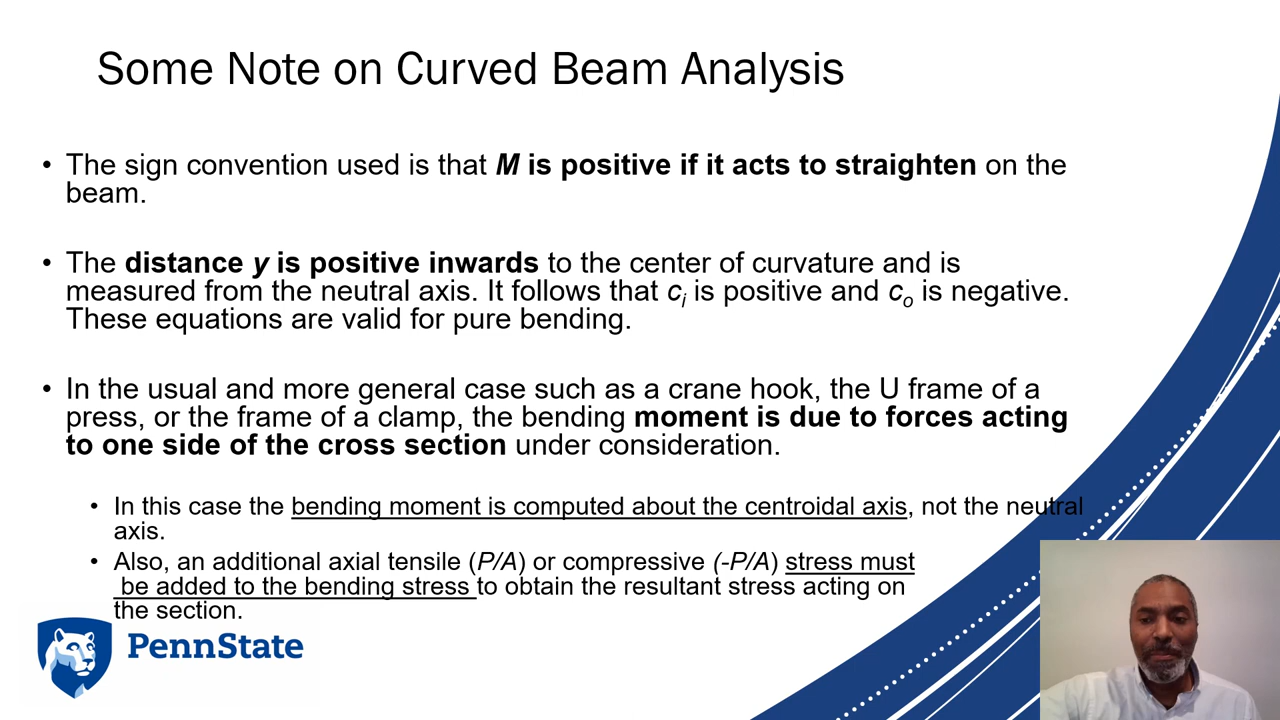 Some Note on Curved Beam Analysis
• The sign convention used is that M is positive if it acts to straighten on the
beam.
• The distance y is positive inwards to the center of curvature and is
measured from the neutral axis. It follows that ci is positive and co is negative.
These equations are valid for pure bending.
• In the usual and more general case such as a crane hook, the U frame of a
press, or the frame of a clamp, the bending moment is due to forces acting
to one side of the cross section under consideration.
• In this case the bending moment is computed about the centroidal axis, not the neutral
axis.
• Also, an additional axial tensile (P/A) or compressive (-P/A) stress must
be added to the bending stress to obtain the resultant stress acting on
the section.
PennState